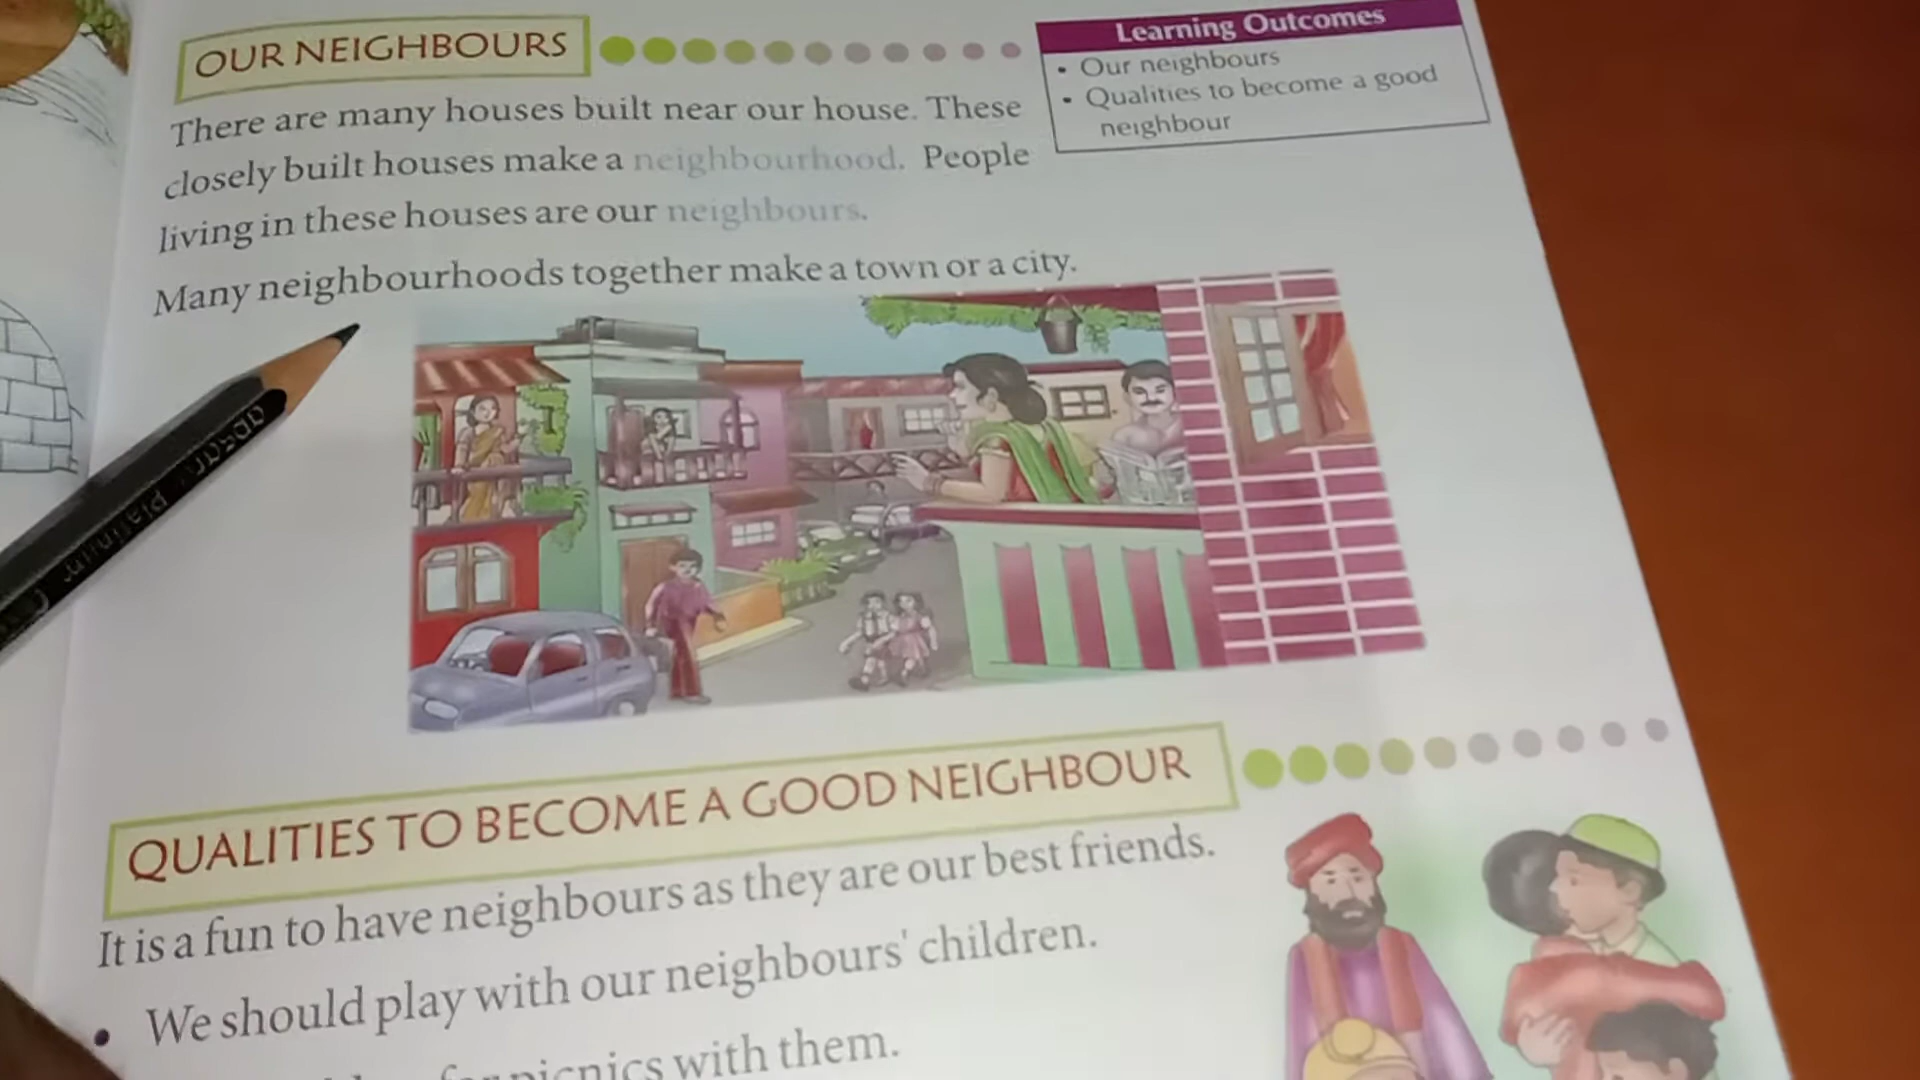 OUR NEIGHBOURS
Learning Outcomes
• Our neighbours
• Qualities to become a good
neighbour
There are many houses built near our house. These
closely built houses make a neighbourhood. People
living in these houses are our neighbours.
Many neighbourhoods together make a town or a city.
APSARA Platinum
QUALITIES TO BECOME A GOOD NEIGHBOUR
It is a fun to have neighbours as they are our best friends.
• We should play with our neighbours' children.
picnics with them.